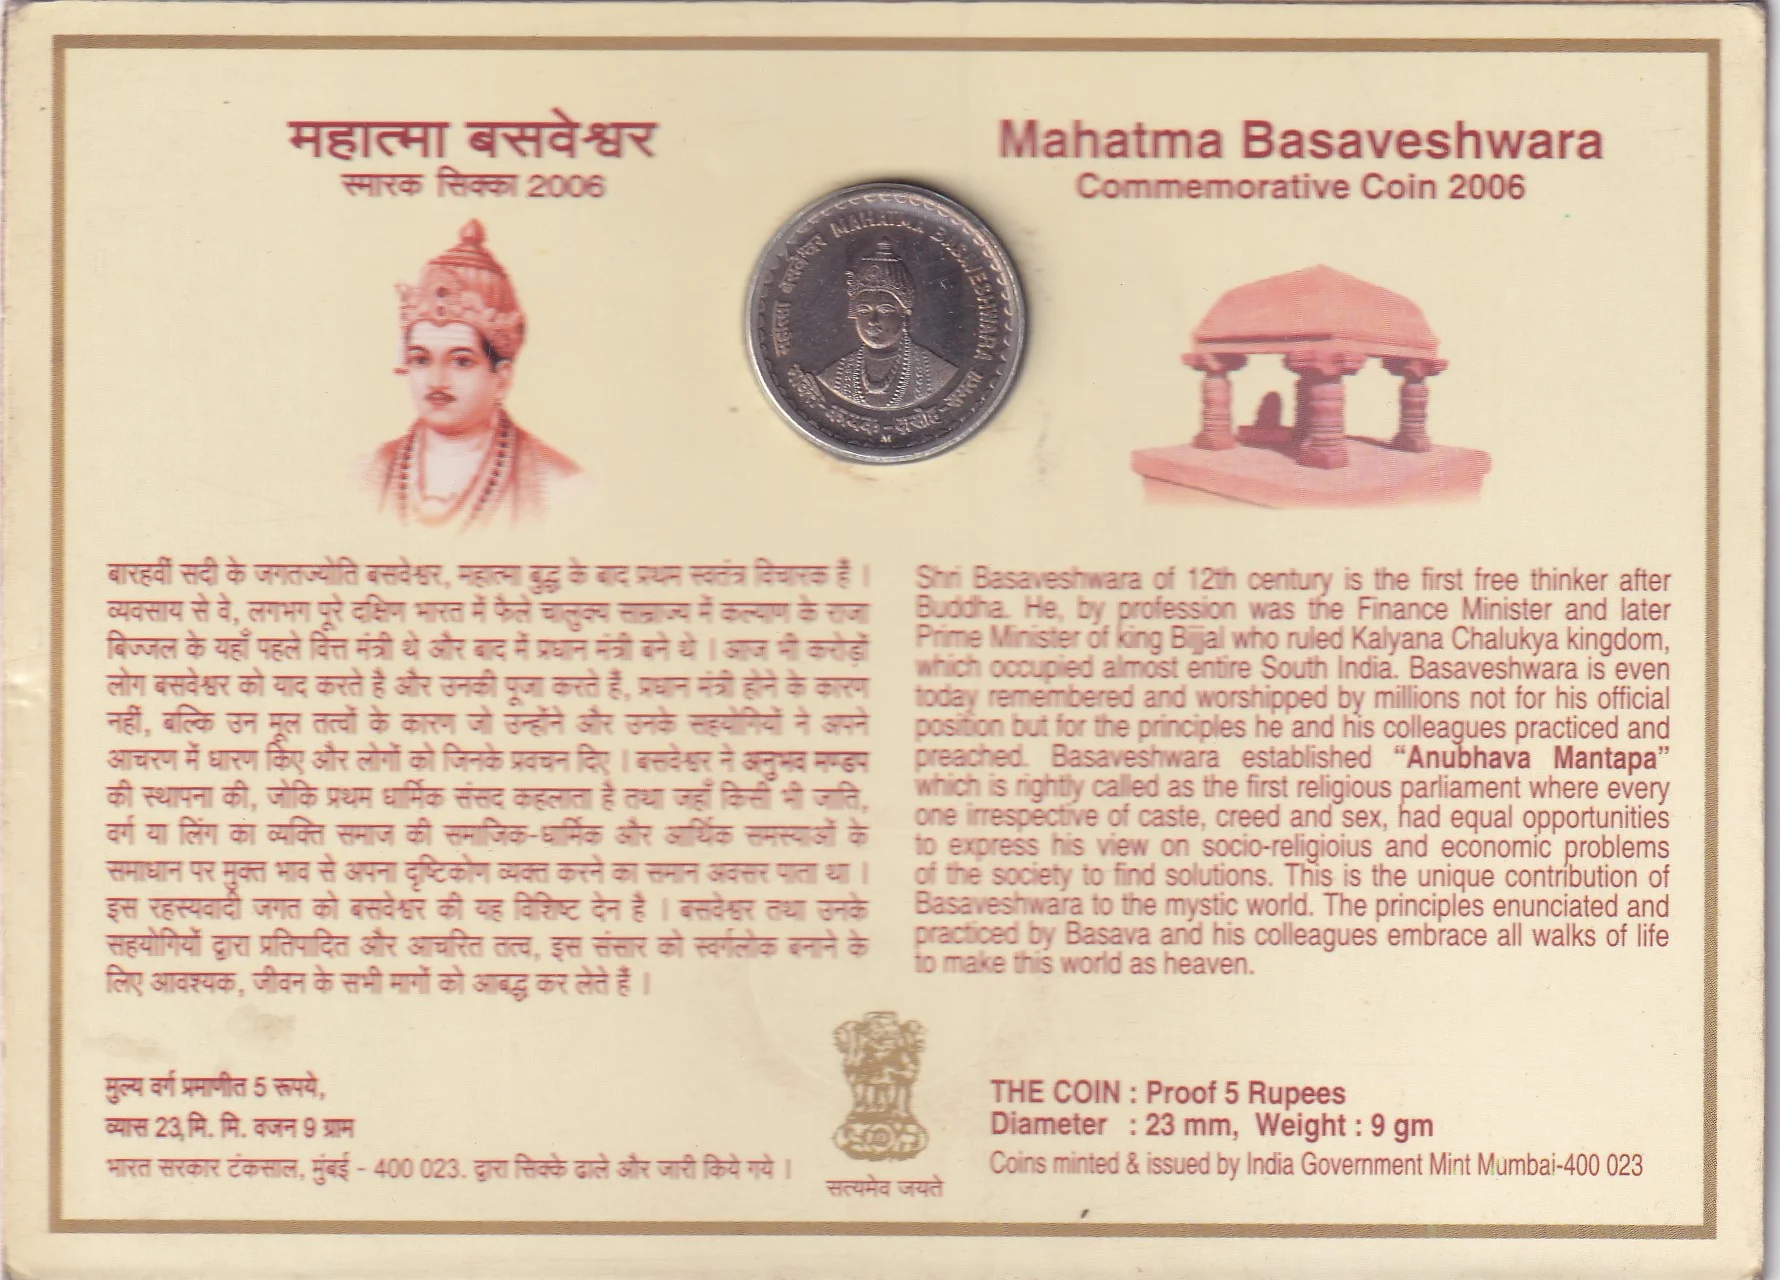 महात्मा बसवेश्वर
स्मारक सिक्का 2006
Mahatma Basaveshwara
Commemorative Coin 2006
महात्मा बसवेश्वर MAHATMA BASAVESHWARA
बारहवीं सदी के जगतज्योति बसवेश्वर, महात्मा बुद्ध के बाद प्रथम स्वतंत्र विचारक है ।
व्यवसाय से वे, लगभग पूरे दक्षिण भारत में फैले चालुक्य साम्राज्य में कल्याण के राजा
बिज्जल के यहाँ पहले वित्त मंत्री थे और बाद में प्रधान मंत्री बने थे । आज भी करोड़ों
लोग बसवेश्वर को याद करते है और उनकी पूजा करते हैं, प्रधान मंत्री होने के कारण
नहीं, बल्कि उन मूल तत्वों के कारण जो उन्होंने और उनके सहयोगियों ने अपने
आचरण में धारण किए और लोगों को जिनके प्रवचन दिए । बसवेश्वर ने अनुभव मण्डप
की स्थापना की, जोकि प्रथम धार्मिक संसद कहलाता है तथा जहाँ किसी भी जाति,
वर्ग या लिंग का व्यक्ति समाज की समाजिक-धार्मिक और आर्थिक समस्याओं के
समाधान पर मुक्त भाव से अपना दृष्टिकोण व्यक्त करने का समान अवसर पाता था ।
इस रहस्यवादी जगत को बसवेश्वर की यह विशिष्ट देन है । बसवेश्वर तथा उनके
सहयोगियों द्वारा प्रतिपादित और आचरित तत्व, इस संसार को स्वर्गलोक बनाने के
लिए आवश्यक, जीवन के सभी मार्गों को आबद्ध कर लेते हैं ।
Shri Basaveshwara of 12th century is the first free thinker after
Buddha. He, by profession was the Finance Minister and later
Prime Minister of king Bijjal who ruled Kalyana Chalukya kingdom,
which occupied almost entire South India. Basaveshwara is even
today remembered and worshipped by millions not for his official
position but for the principles he and his colleagues practiced and
preached. Basaveshwara established “Anubhava Mantapa”
which is rightly called as the first religious parliament where every
one irrespective of caste, creed and sex, had equal opportunities
to express his view on socio-religioius and economic problems
of the society to find solutions. This is the unique contribution of
Basaveshwara to the mystic world. The principles enunciated and
practiced by Basava and his colleagues embrace all walks of life
to make this world as heaven.
मुल्य वर्ग प्रमाणीत 5 रूपये,
व्यास 23,मि. मि. वजन 9 ग्राम
भारत सरकार टंकसाल, मुंबई - 400 023. द्वारा सिक्के ढाले और जारी किये गये ।
सत्यमेव जयते
THE COIN : Proof 5 Rupees
Diameter : 23 mm, Weight : 9 gm
Coins minted & issued by India Government Mint Mumbai-400 023